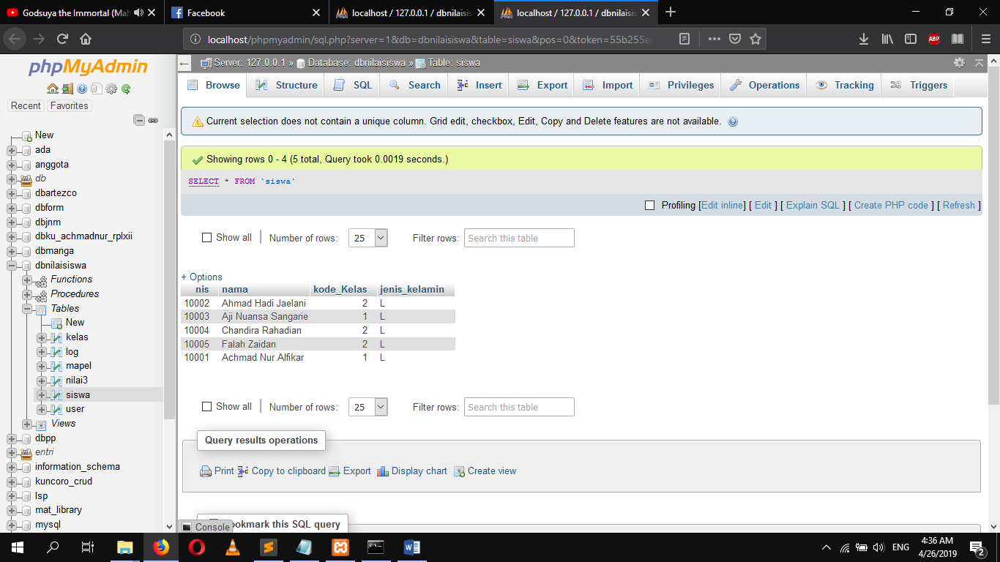 Godsuya the Immortal (Mah
Facebook
localhost / 127.0.0.1 / dbnilaisis
localhost / 127.0.0.1 / dbnilaisis
localhost/phpmyadmin/sql.php?server=1&db=dbnilaisiswa&table=siswa&pos=0&token=55b255e
ABP
phpMyAdmin
Recent Favorites
New
ada
anggota
db
dbartezco
dbform
dbjnm
dbku_achmadnur_rplxii
dbmanga
dbnilaisiswa
Functions
Procedures
Tables
New
kelas
log
mapel
nilai3
siswa
user
Views
dbpp
entri
information_schema
kuncoro_crud
lsp
mat_library
mysql
Server: 127.0.0.1 » Database: dbnilaisiswa » Table: siswa
Browse Structure SQL Search Insert Export Import Privileges Operations Tracking Triggers
Current selection does not contain a unique column. Grid edit, checkbox, Edit, Copy and Delete features are not available.
Showing rows 0 - 4 (5 total, Query took 0.0019 seconds.)
SELECT * FROM `siswa`
Profiling [Edit inline] [ Edit ] [ Explain SQL ] [ Create PHP code ] [ Refresh ]
Show all Number of rows: 25 Filter rows: Search this table
+ Options
nis nama kode_Kelas jenis_kelamin
10002 Ahmad Hadi Jaelani 2 L
10003 Aji Nuansa Sangarie 1 L
10004 Chandira Rahadian 2 L
10005 Falah Zaidan 2 L
10001 Achmad Nur Alfikar 1 L
Show all Number of rows: 25 Filter rows: Search this table
Query results operations
Print Copy to clipboard Export Display chart Create view
ookmark this SQL query
Console
ENG
4:36 AM
4/26/2019
2